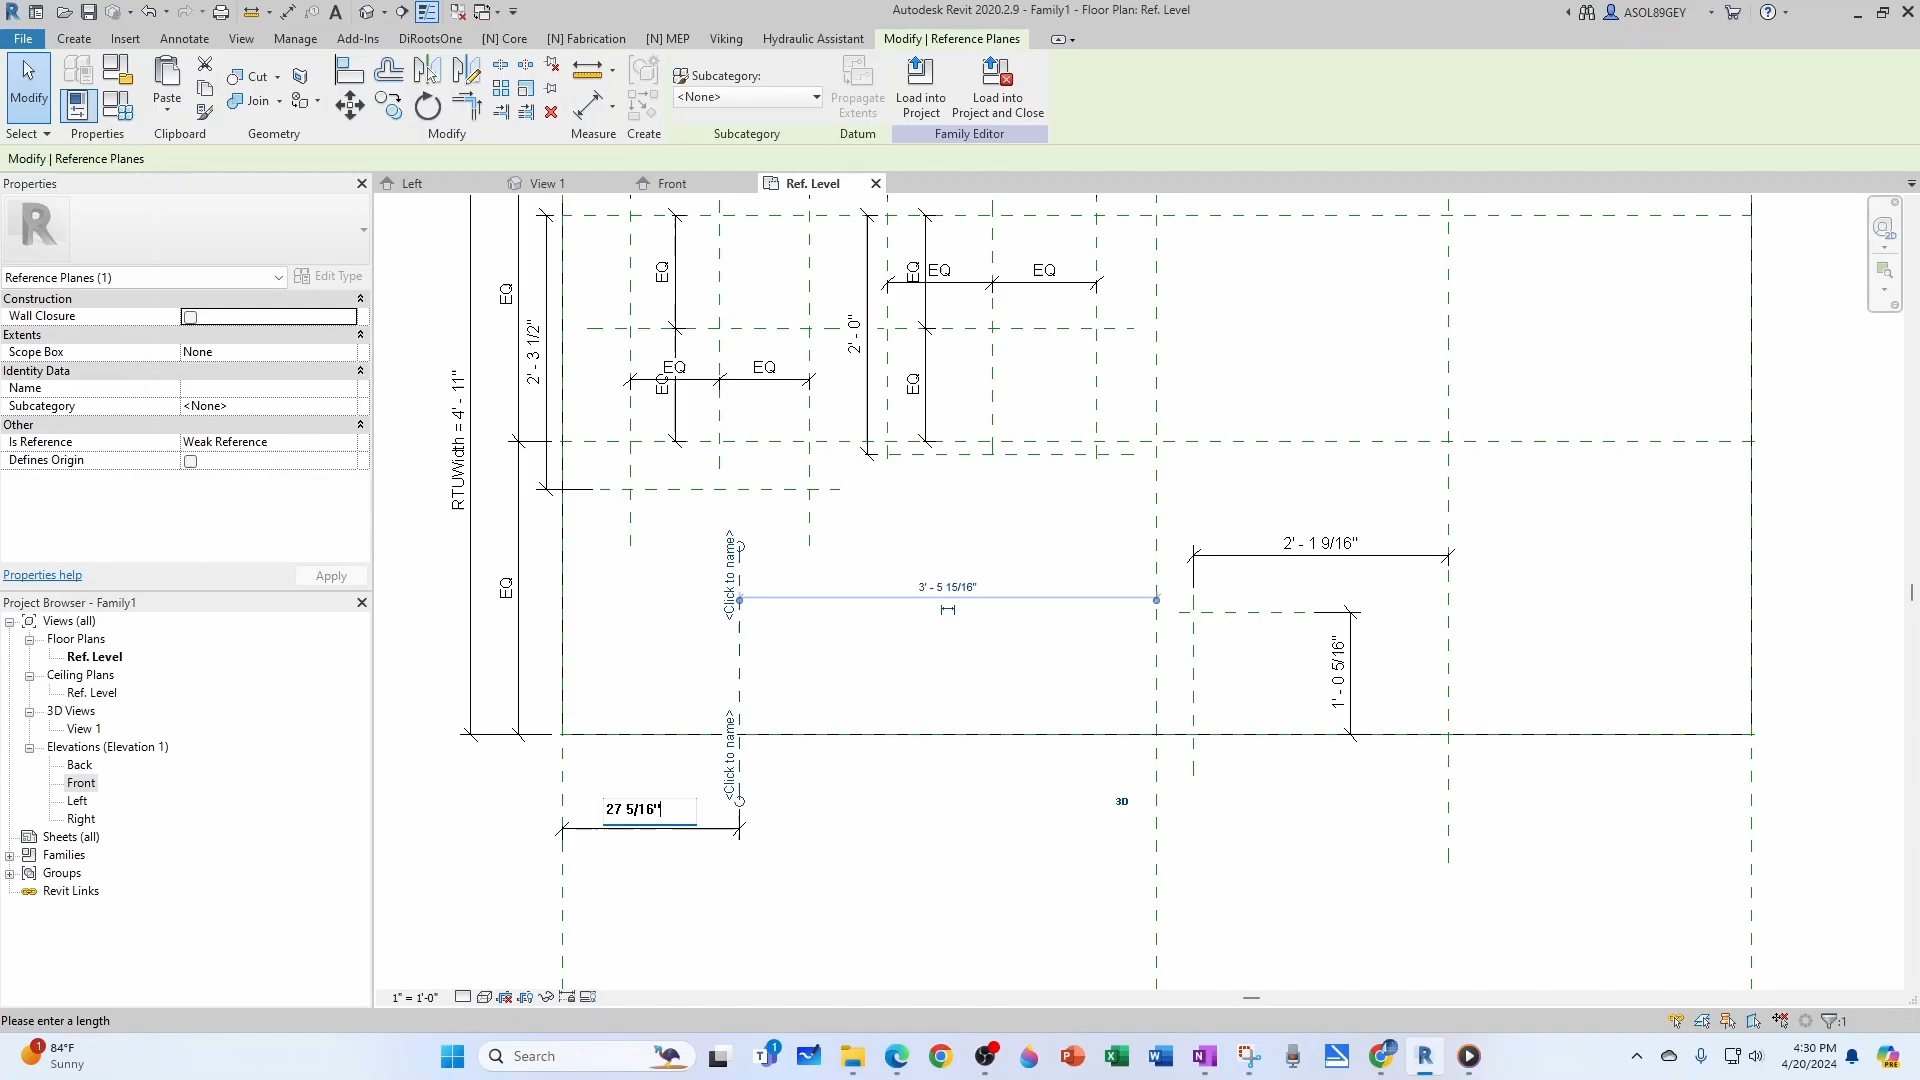 Autodesk Revit 2020.2.9 - Family1 - Floor Plan: Ref. Level
ASOL89GEY
File Create Insert Annotate View Manage Add-Ins DiRootsOne [N] Core [N] Fabrication [N] MEP Viking Hydraulic Assistant Modify | Reference Planes
Modify
Paste
Cut
Join
Subcategory:
<None>
Propagate Extents
Load into Project
Load into Project and Close
Select Properties Clipboard Geometry Modify Measure Create Subcategory Datum Family Editor
Modify | Reference Planes
Properties
Left
View 1
Front
Ref. Level
R
Reference Planes (1)
Edit Type
Construction
Wall Closure
Extents
Scope Box None
Identity Data
Name
Subcategory <None>
Other
Is Reference Weak Reference
Defines Origin
Properties help
Apply
Project Browser - Family1
Views (all)
Floor Plans
Ref. Level
Ceiling Plans
Ref. Level
3D Views
View 1
Elevations (Elevation 1)
Back
Front
Left
Right
Sheets (all)
Families
Groups
Revit Links
RTUWidth = 4' - 11"
EQ
EQ
2' - 3 1/2"
EQ
EQ
EQ
EQ
2' - 0"
EQ
EQ
EQ
EQ
<Click to name>
<Click to name>
3' - 5 15/16"
2' - 1 9/16"
1' - 0 5/16"
27 5/16"
3D
2D
1" = 1'-0"
Please enter a length
:1
84°F
Sunny
Search
4:30 PM
4/20/2024